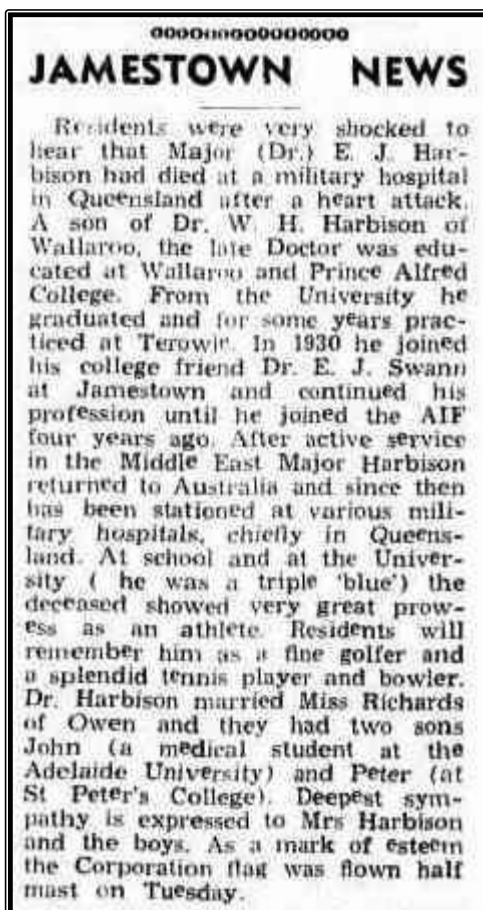 JAMESTOWN NEWS
Residents were very shocked to
hear that Major (Dr.) E. J. Har-
bison had died at a military hospital
in Queensland after a heart attack.
A son of Dr. W. H. Harbison of
Wallaroo, the late Doctor was edu-
cated at Wallaroo and Prince Alfred
College. From the University he
graduated and for some years prac-
ticed at Terowie. In 1930 he joined
his college friend Dr. E. J. Swann
at Jamestown and continued his
profession until he joined the AIF
four years ago. After active service
in the Middle East Major Harbison
returned to Australia and since then
has been stationed at various mili-
tary hospitals, chiefly in Queens-
land. At school and at the Univer-
sity ( he was a triple 'blue') the
deceased showed very great prow-
ess as an athlete. Residents will
remember him as a fine golfer and
a splendid tennis player and bowler.
Dr. Harbison married Miss Richards
of Owen and they had two sons
John (a medical student at the
Adelaide University) and Peter (at
St Peter's College). Deepest sym-
pathy is expressed to Mrs Harbison
and the boys. As a mark of esteem
the Corporation flag was flown half
mast on Tuesday.